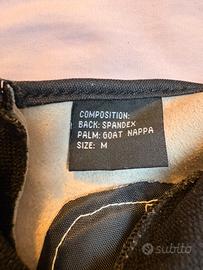 COMPOSITION:
BACK: SPANDEX
PALM: GOAT NAPPA
SIZE: M
subito